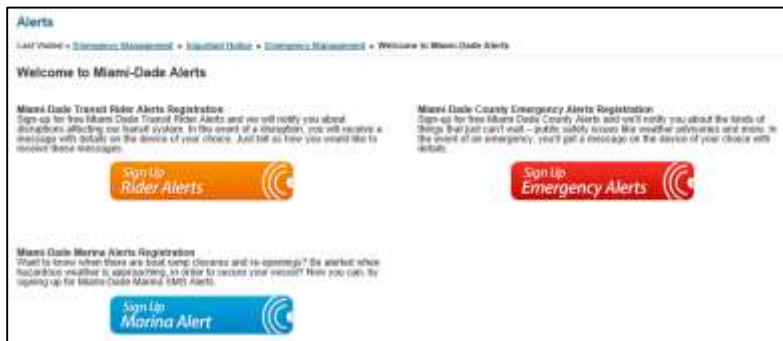 Alerts
Last Visited » Emergency Management » Important Notice » Emergency Management » Welcome to Miami-Dade Alerts
Welcome to Miami-Dade Alerts
Miami-Dade Transit Rider Alerts Registration
Sign-up for free Miami-Dade Transit Rider Alerts and we will notify you about
disruptions affecting our transit system. In the event of a disruption, you will receive a
message with details on the device of your choice. Just tell us how you would like to
receive these messages.
Sign Up
Rider Alerts
Miami-Dade County Emergency Alerts Registration
Sign-up for free Miami-Dade County Alerts and we'll notify you about the kinds of
things that just can't wait – public safety issues like weather advisories and more. In
the event of an emergency, you'll get a message on the device of your choice with
details.
Sign Up
Emergency Alerts
Miami-Dade Marina Alerts Registration
Want to know when there are boat ramp closures and re-openings? Be alerted when
hazardous weather is approaching, in order to secure your vessel? Now you can, by
signing up for Miami-Dade Marina SMS Alerts.
Sign Up
Marina Alert